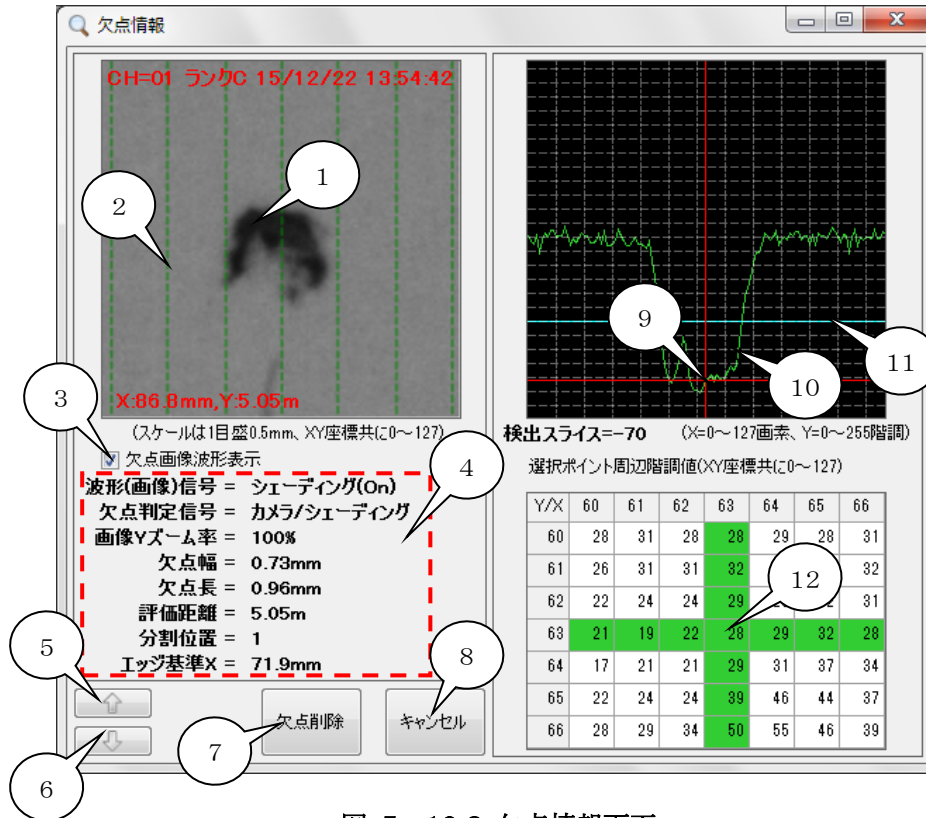 欠点情報
CH=01 ランクC 15/12/22 13:54:42
1
2
X:86.8mm,Y:5.05m
(スケールは1目盛0.5mm、XY座標共に0～127)
3
欠点画像波形表示
4
波形(画像)信号 = シェーディング(On)
欠点判定信号 = カメラ/シェーディング
画像Yズーム率 = 100%
欠点幅 = 0.73mm
欠点長 = 0.96mm
評価距離 = 5.05m
分割位置 = 1
エッジ基準X = 71.9mm
5
6
7
欠点削除
8
キャンセル
9
10
11
検出スライス=-70 (X=0～127画素、Y=0～255階調)
選択ポイント周辺階調値(XY座標共に0～127)
Y/X 60 61 62 63 64 65 66
60 28 31 28 28 29 28 31
61 26 31 31 32 32
62 22 24 24 29 31
63 21 19 22 28 29 32 28
64 17 21 21 29 31 37 34
65 22 24 24 39 46 44 37
66 28 29 34 50 55 46 39
12